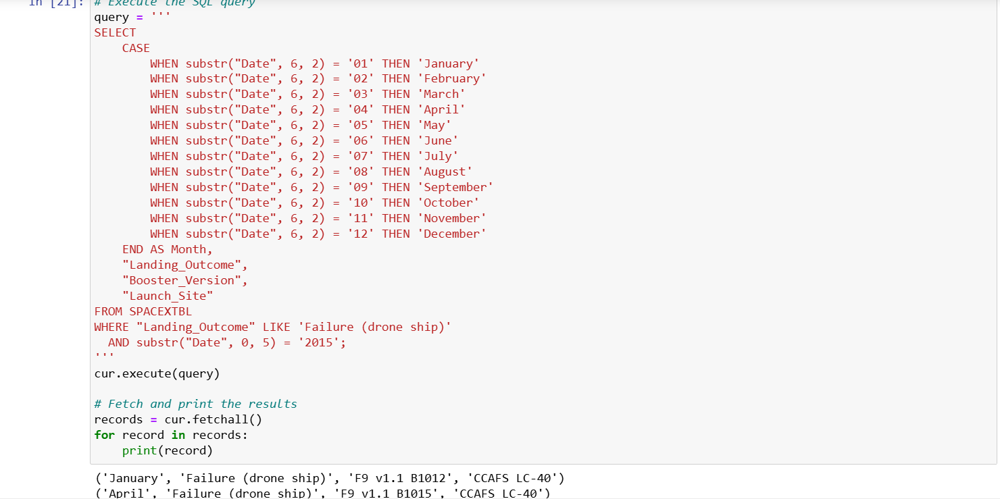 In [21]: # Execute the SQL query
query = '''
SELECT
    CASE
        WHEN substr("Date", 6, 2) = '01' THEN 'January'
        WHEN substr("Date", 6, 2) = '02' THEN 'February'
        WHEN substr("Date", 6, 2) = '03' THEN 'March'
        WHEN substr("Date", 6, 2) = '04' THEN 'April'
        WHEN substr("Date", 6, 2) = '05' THEN 'May'
        WHEN substr("Date", 6, 2) = '06' THEN 'June'
        WHEN substr("Date", 6, 2) = '07' THEN 'July'
        WHEN substr("Date", 6, 2) = '08' THEN 'August'
        WHEN substr("Date", 6, 2) = '09' THEN 'September'
        WHEN substr("Date", 6, 2) = '10' THEN 'October'
        WHEN substr("Date", 6, 2) = '11' THEN 'November'
        WHEN substr("Date", 6, 2) = '12' THEN 'December'
    END AS Month,
    "Landing_Outcome",
    "Booster_Version",
    "Launch_Site"
FROM SPACEXTBL
WHERE "Landing_Outcome" LIKE 'Failure (drone ship)'
  AND substr("Date", 0, 5) = '2015';
'''
cur.execute(query)
# Fetch and print the results
records = cur.fetchall()
for record in records:
    print(record)
('January', 'Failure (drone ship)', 'F9 v1.1 B1012', 'CCAFS LC-40')
('April', 'Failure (drone ship)', 'F9 v1.1 B1015', 'CCAFS LC-40')